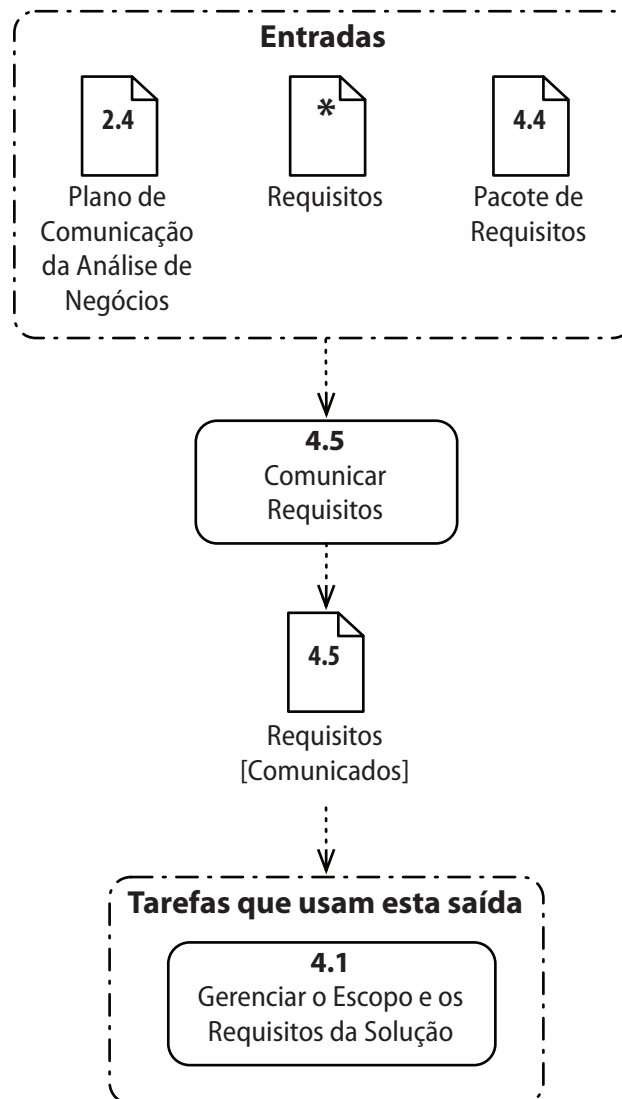 Entradas
2.4
Plano de
Comunicação
da Análise de
Negócios
*
Requisitos
4.4
Pacote de
Requisitos
4.5
Comunicar
Requisitos
4.5
Requisitos
[Comunicados]
Tarefas que usam esta saída
4.1
Gerenciar o Escopo e os
Requisitos da Solução